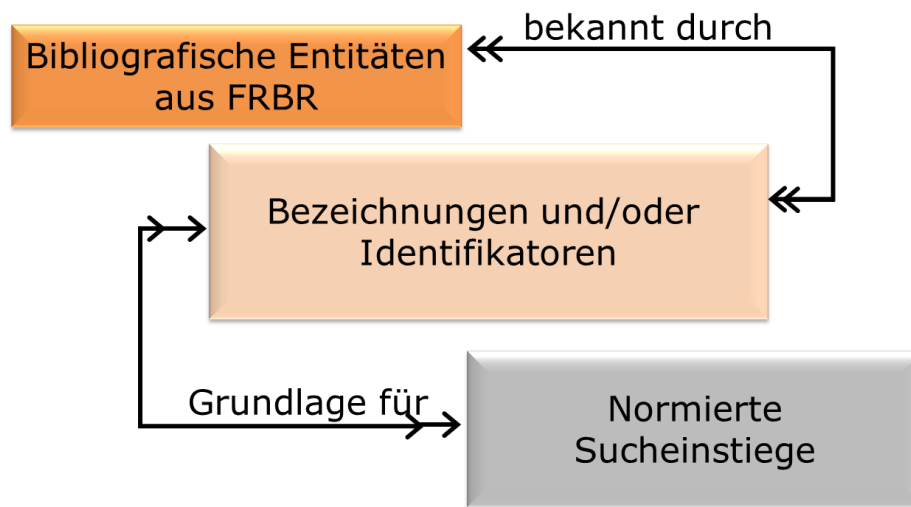 bekannt durch
Bibliografische Entitäten
aus FRBR
Bezeichnungen und/oder
Identifikatoren
Grundlage für
Normierte
Sucheinstiege